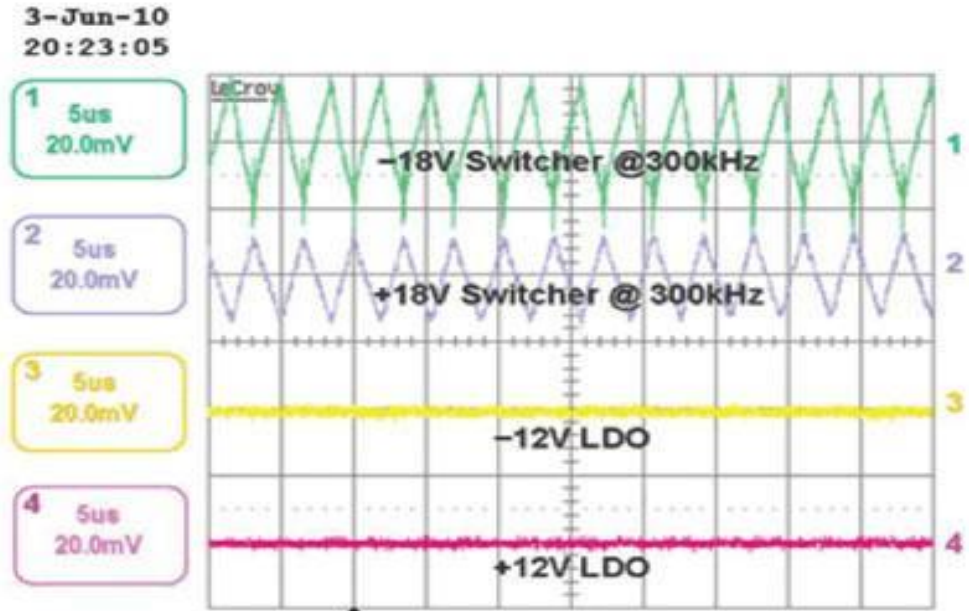 3-Jun-10
20:23:05
1
5us
20.0mV
LeCroy
1
−18V Switcher @300kHz
2
5us
20.0mV
2
+18V Switcher @ 300kHz
3
5us
20.0mV
3
−12V LDO
4
5us
20.0mV
4
+12V LDO